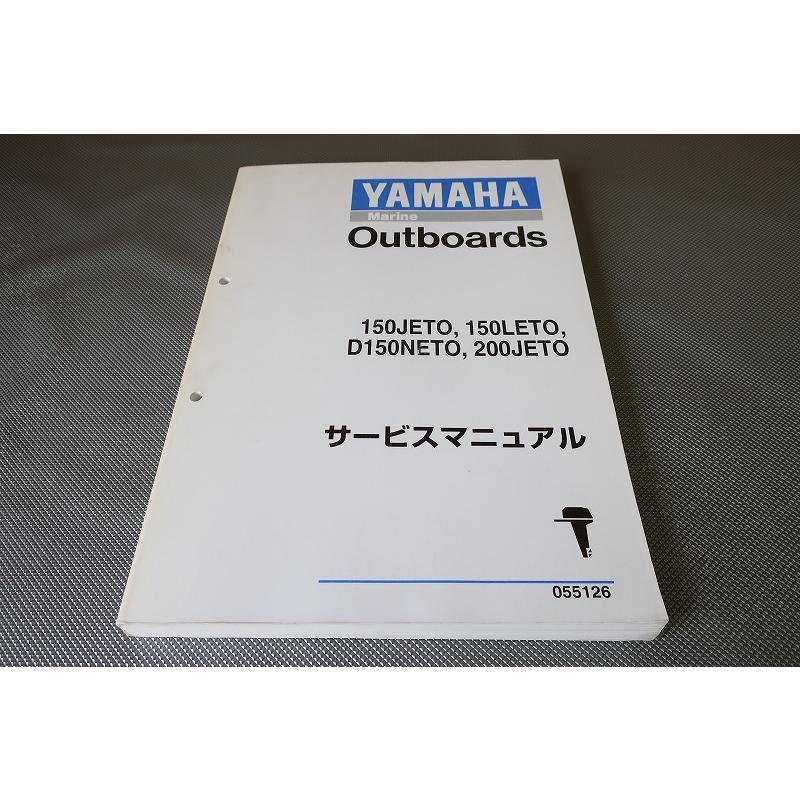 YAMAHA
Marine
Outboards
150JETO, 150LETO,
D150NETO, 200JETO
サービスマニュアル
055126